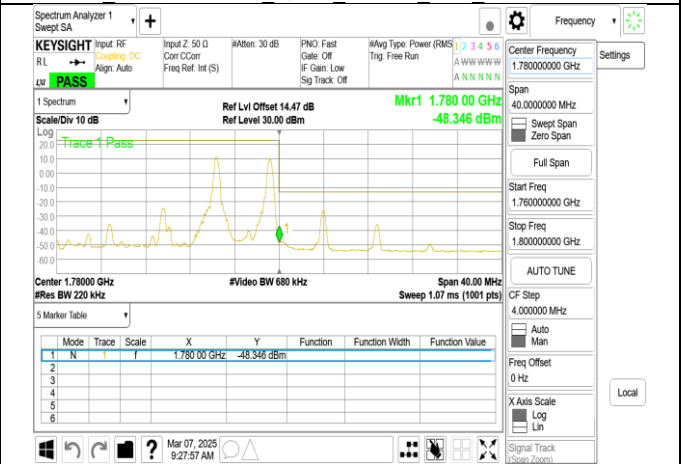 Spectrum Analyzer 1
Swept SA
Frequency
KEYSIGHT
RL
PASS
Input: RF
Coupling: DC
Align: Auto
Input Z: 50 Ω
Corr CCorr
Freq Ref: Int (S)
#Atten: 30 dB
PNO: Fast
Gate: Off
IF Gain: Low
Sig Track: Off
#Avg Type: Power (RMS
Trig: Free Run
1 2 3 4 5 6
A W W W W W
A N N N N N
Center Frequency
1.780000000 GHz
Settings
Span
40.0000000 MHz
Swept Span
Zero Span
Full Span
Start Freq
1.760000000 GHz
Stop Freq
1.800000000 GHz
AUTO TUNE
CF Step
4.000000 MHz
Auto
Man
Freq Offset
0 Hz
X Axis Scale
Log
Lin
Signal Track
(Span Zoom)
Local
1 Spectrum
Scale/Div 10 dB
Ref Lvl Offset 14.47 dB
Ref Level 30.00 dBm
Mkr1 1.780 00 GHz
-48.346 dBm
Log
Trace 1 Pass
20.0
10.0
0.00
-10.0
-20.0
-30.0
-40.0
-50.0
-60.0
1
Center 1.78000 GHz
#Res BW 220 kHz
#Video BW 680 kHz
Span 40.00 MHz
Sweep 1.07 ms (1001 pts)
5 Marker Table
Mode Trace Scale X Y Function Function Width Function Value
1 N 1 f 1.780 00 GHz -48.346 dBm
2
3
4
5
6
Mar 07, 2025
9:27:57 AM